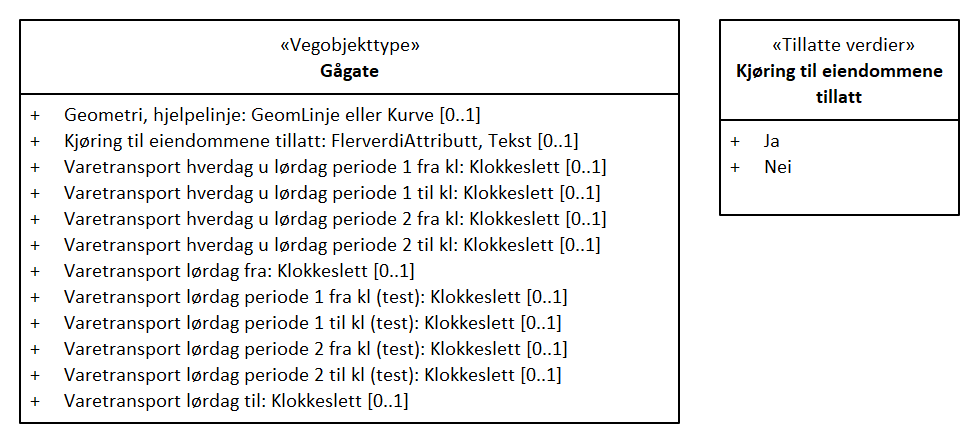 «Vegobjekttype»
Gågate
+ Geometri, hjelpelinje: GeomLinje eller Kurve [0..1]
+ Kjøring til eiendommene tillatt: FlerverdiAttributt, Tekst [0..1]
+ Varetransport hverdag u lørdag periode 1 fra kl: Klokkeslett [0..1]
+ Varetransport hverdag u lørdag periode 1 til kl: Klokkeslett [0..1]
+ Varetransport hverdag u lørdag periode 2 fra kl: Klokkeslett [0..1]
+ Varetransport hverdag u lørdag periode 2 til kl: Klokkeslett [0..1]
+ Varetransport lørdag fra: Klokkeslett [0..1]
+ Varetransport lørdag periode 1 fra kl (test): Klokkeslett [0..1]
+ Varetransport lørdag periode 1 til kl (test): Klokkeslett [0..1]
+ Varetransport lørdag periode 2 fra kl (test): Klokkeslett [0..1]
+ Varetransport lørdag periode 2 til kl (test): Klokkeslett [0..1]
+ Varetransport lørdag til: Klokkeslett [0..1]
«Tillatte verdier»
Kjøring til eiendommene
tillatt
+ Ja
+ Nei